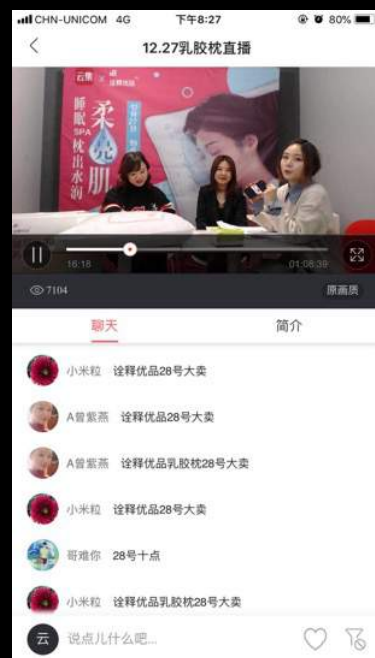 CHN-UNICOM 4G 下午8:27 80%
12.27乳胶枕直播
云集 × 诠释优品
睡眠SPA
枕出水润
柔亮肌
16:18 01:08:39
7104 原画质
聊天 简介
小米粒 诠释优品28号大卖
A曾紫燕 诠释优品28号大卖
A曾紫燕 诠释优品乳胶枕28号大卖
小米粒 诠释优品28号大卖
哥难你 28号十点
小米粒 诠释优品乳胶枕28号大卖
云 说点儿什么吧...